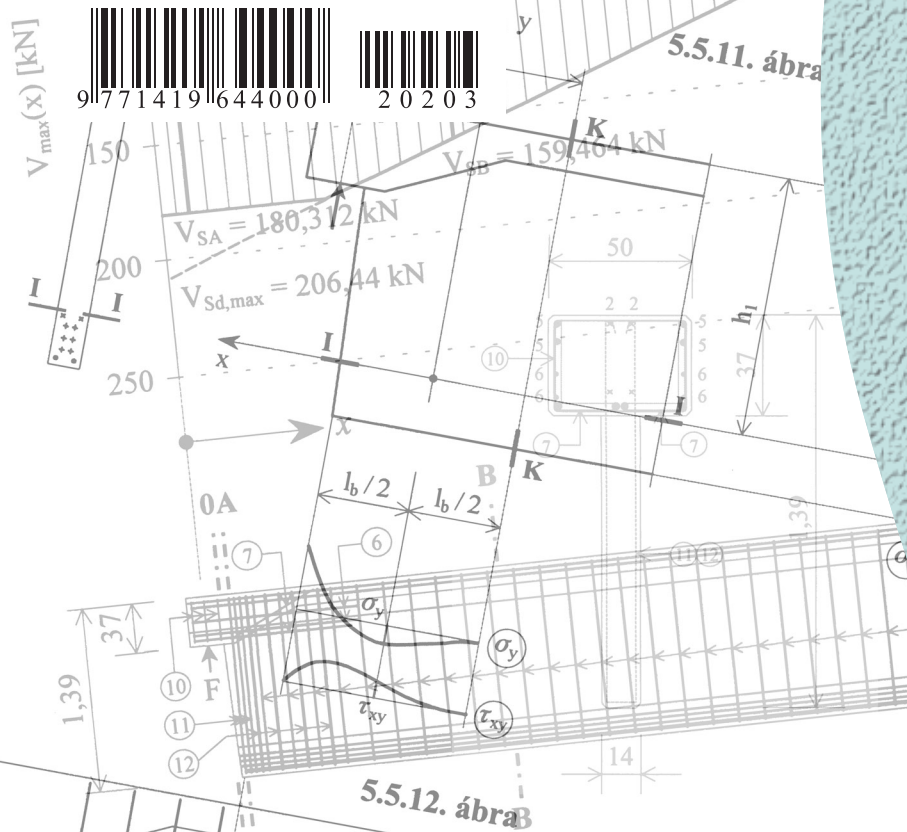 V_max(x) [kN]
9 771419 644000
20203
y
5.5.11. ábra
150
K
V_SB = 159,464 kN
V_SA = 180,312 kN
200
50
V_Sd,max = 206,44 kN
I I
h_1
2 2
5 5
x
I
10
5 5
37
6 6
250
6 6
I
x
7 7
K
B
l_b/2
l_b/2
0A
1,39
7
6
11 12
σ_y
37
σ_y
10
F
1,39
τ_xy
τ_xy
11
12
14
5.5.12. ábra
B